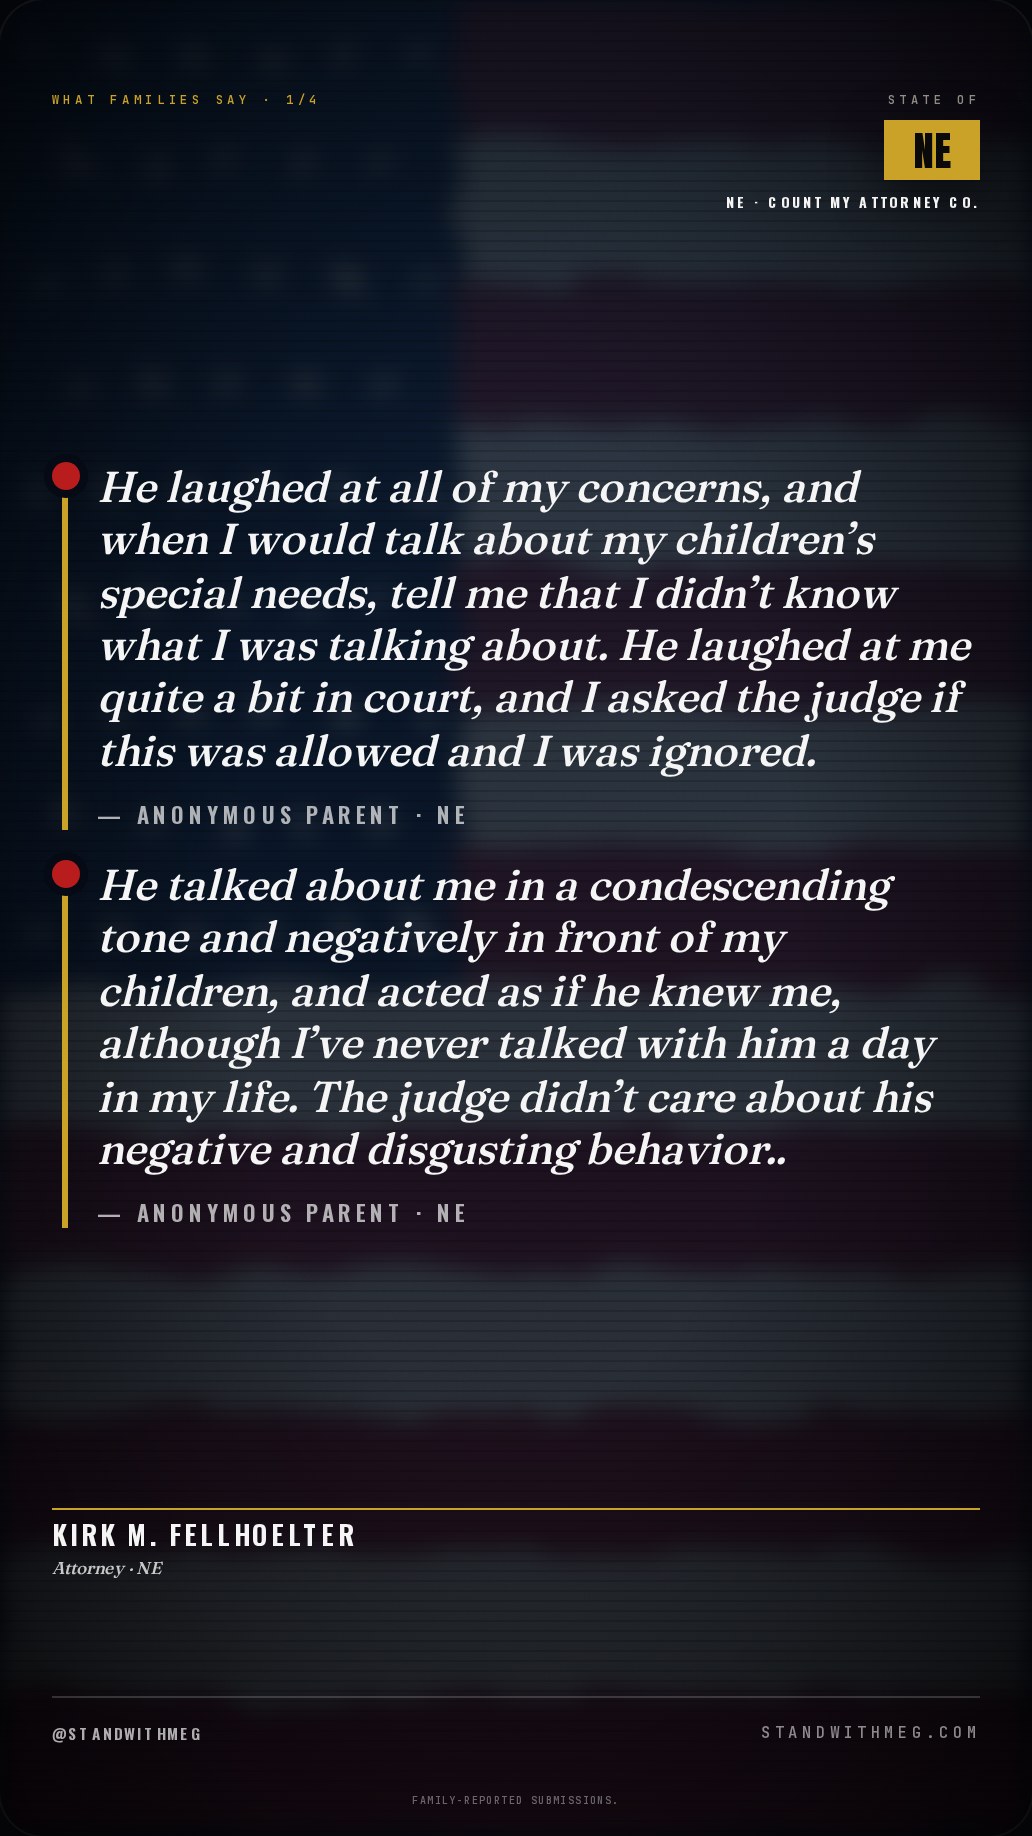 WHAT FAMILIES SAY · 1/4
STATE OF
NE
NE · COUNT MY ATTORNEY CO.
He laughed at all of my concerns, and
when I would talk about my children’s
special needs, tell me that I didn’t know
what I was talking about. He laughed at me
quite a bit in court, and I asked the judge if
this was allowed and I was ignored.
— ANONYMOUS PARENT · NE
He talked about me in a condescending
tone and negatively in front of my
children, and acted as if he knew me,
although I’ve never talked with him a day
in my life. The judge didn’t care about his
negative and disgusting behavior..
— ANONYMOUS PARENT · NE
KIRK M. FELLHOELTER
Attorney · NE
@STANDWITHMEG
STANDWITHMEG.COM
FAMILY-REPORTED SUBMISSIONS.